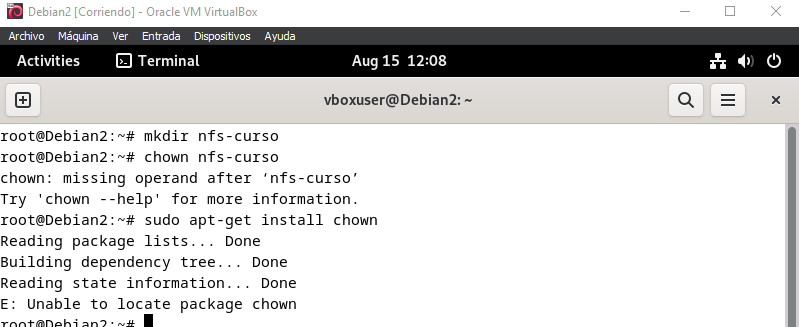 Debian2 [Corriendo] - Oracle VM VirtualBox
Archivo Máquina Ver Entrada Dispositivos Ayuda
Activities Terminal Aug 15 12:08
vboxuser@Debian2: ~
root@Debian2:~# mkdir nfs-curso
root@Debian2:~# chown nfs-curso
chown: missing operand after ‘nfs-curso’
Try 'chown --help' for more information.
root@Debian2:~# sudo apt-get install chown
Reading package lists... Done
Building dependency tree... Done
Reading state information... Done
E: Unable to locate package chown
root@Debian2:~#